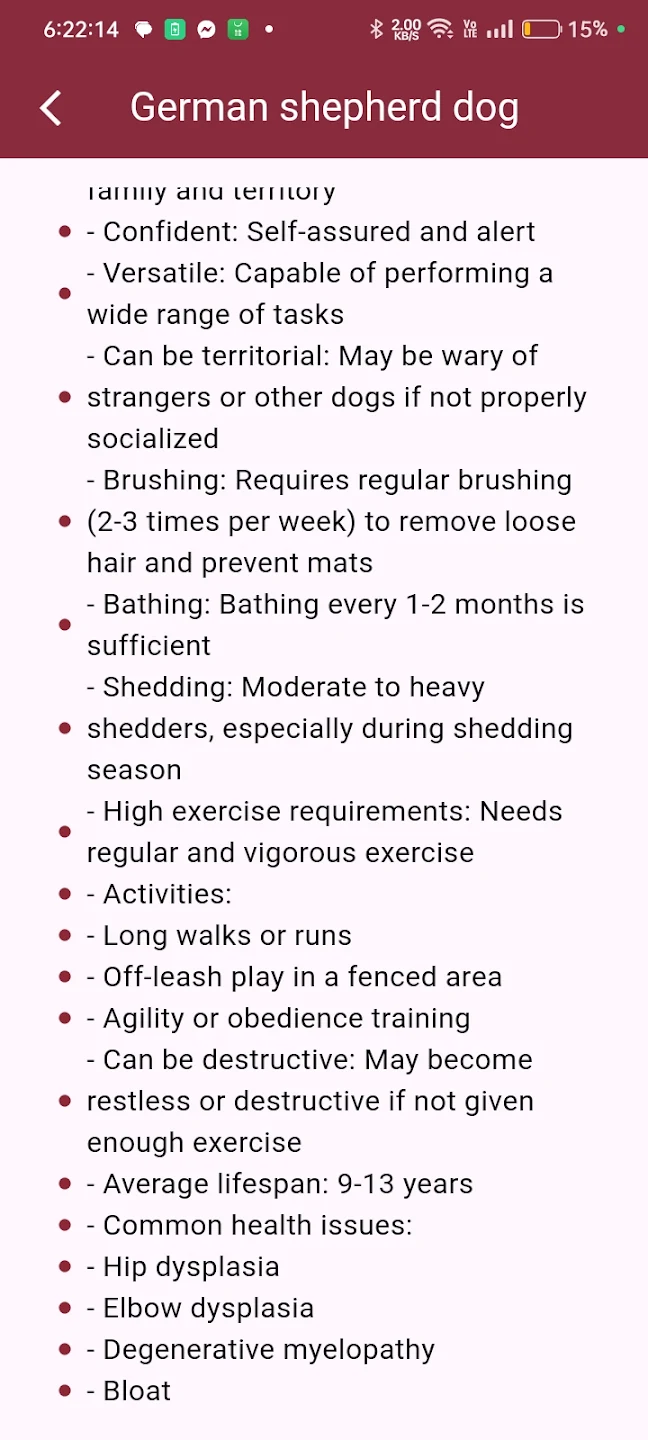 6:22:14
2.00 KB/S
Vo LTE
15%
German shepherd dog
family and territory
- Confident: Self-assured and alert
- Versatile: Capable of performing a
wide range of tasks
- Can be territorial: May be wary of
strangers or other dogs if not properly
socialized
- Brushing: Requires regular brushing
(2-3 times per week) to remove loose
hair and prevent mats
- Bathing: Bathing every 1-2 months is
sufficient
- Shedding: Moderate to heavy
shedders, especially during shedding
season
- High exercise requirements: Needs
regular and vigorous exercise
- Activities:
- Long walks or runs
- Off-leash play in a fenced area
- Agility or obedience training
- Can be destructive: May become
restless or destructive if not given
enough exercise
- Average lifespan: 9-13 years
- Common health issues:
- Hip dysplasia
- Elbow dysplasia
- Degenerative myelopathy
- Bloat